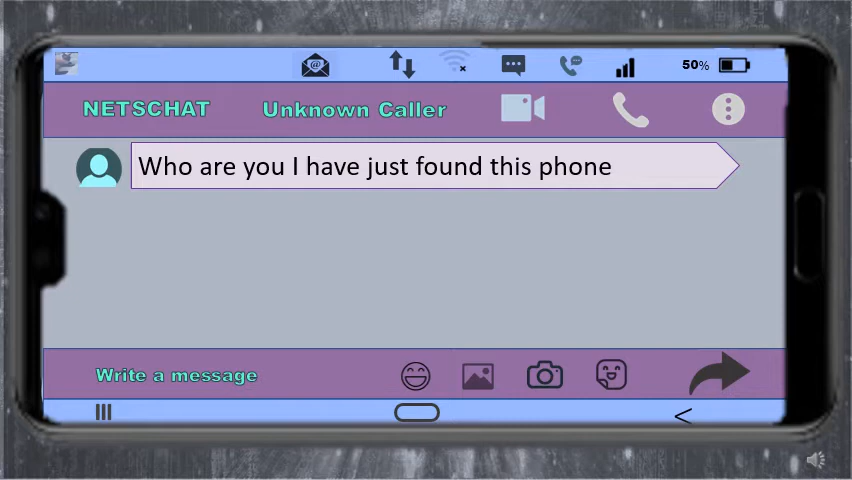 50%
NETSCHAT Unknown Caller
Who are you I have just found this phone
Write a message